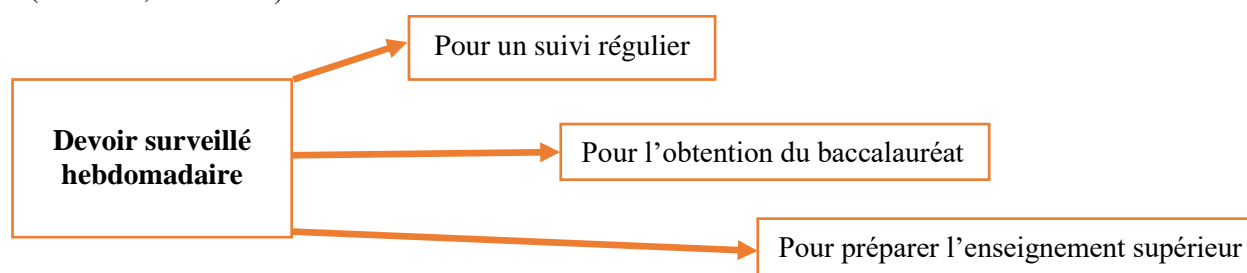 Pour un suivi régulier
Devoir surveillé
hebdomadaire
Pour l’obtention du baccalauréat
Pour préparer l’enseignement supérieur